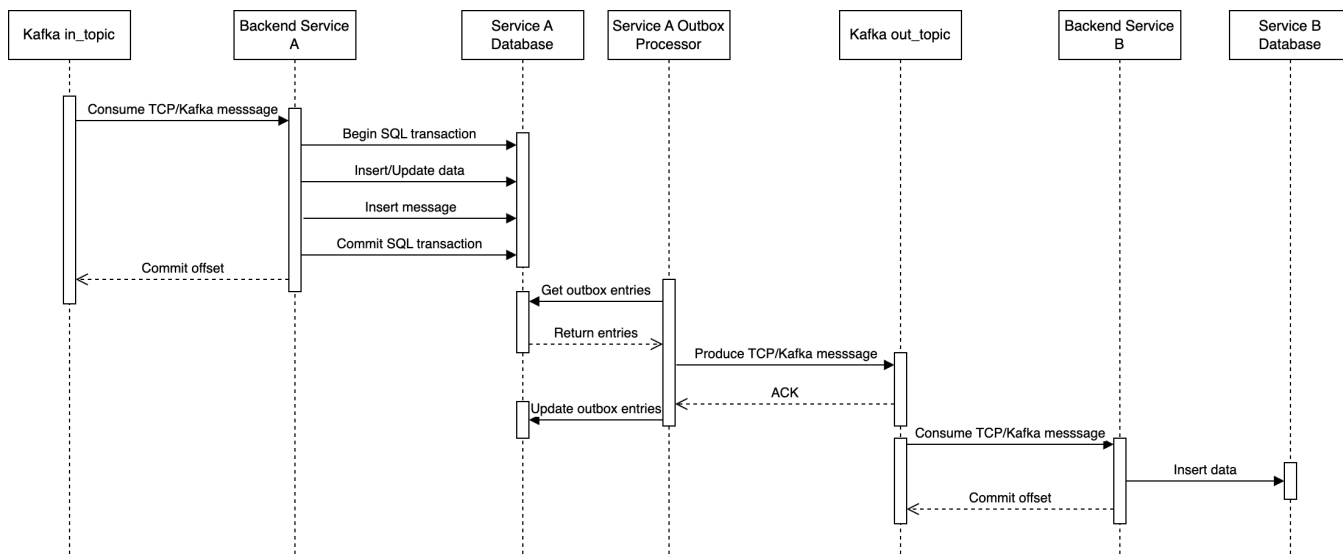 Kafka in_topic
Backend Service
A
Service A
Database
Service A Outbox
Processor
Kafka out_topic
Backend Service
B
Service B
Database
Consume TCP/Kafka messsage
Begin SQL transaction
Insert/Update data
Insert message
Commit SQL transaction
Commit offset
Get outbox entries
Return entries
Produce TCP/Kafka messsage
ACK
Update outbox entries
Consume TCP/Kafka messsage
Insert data
Commit offset